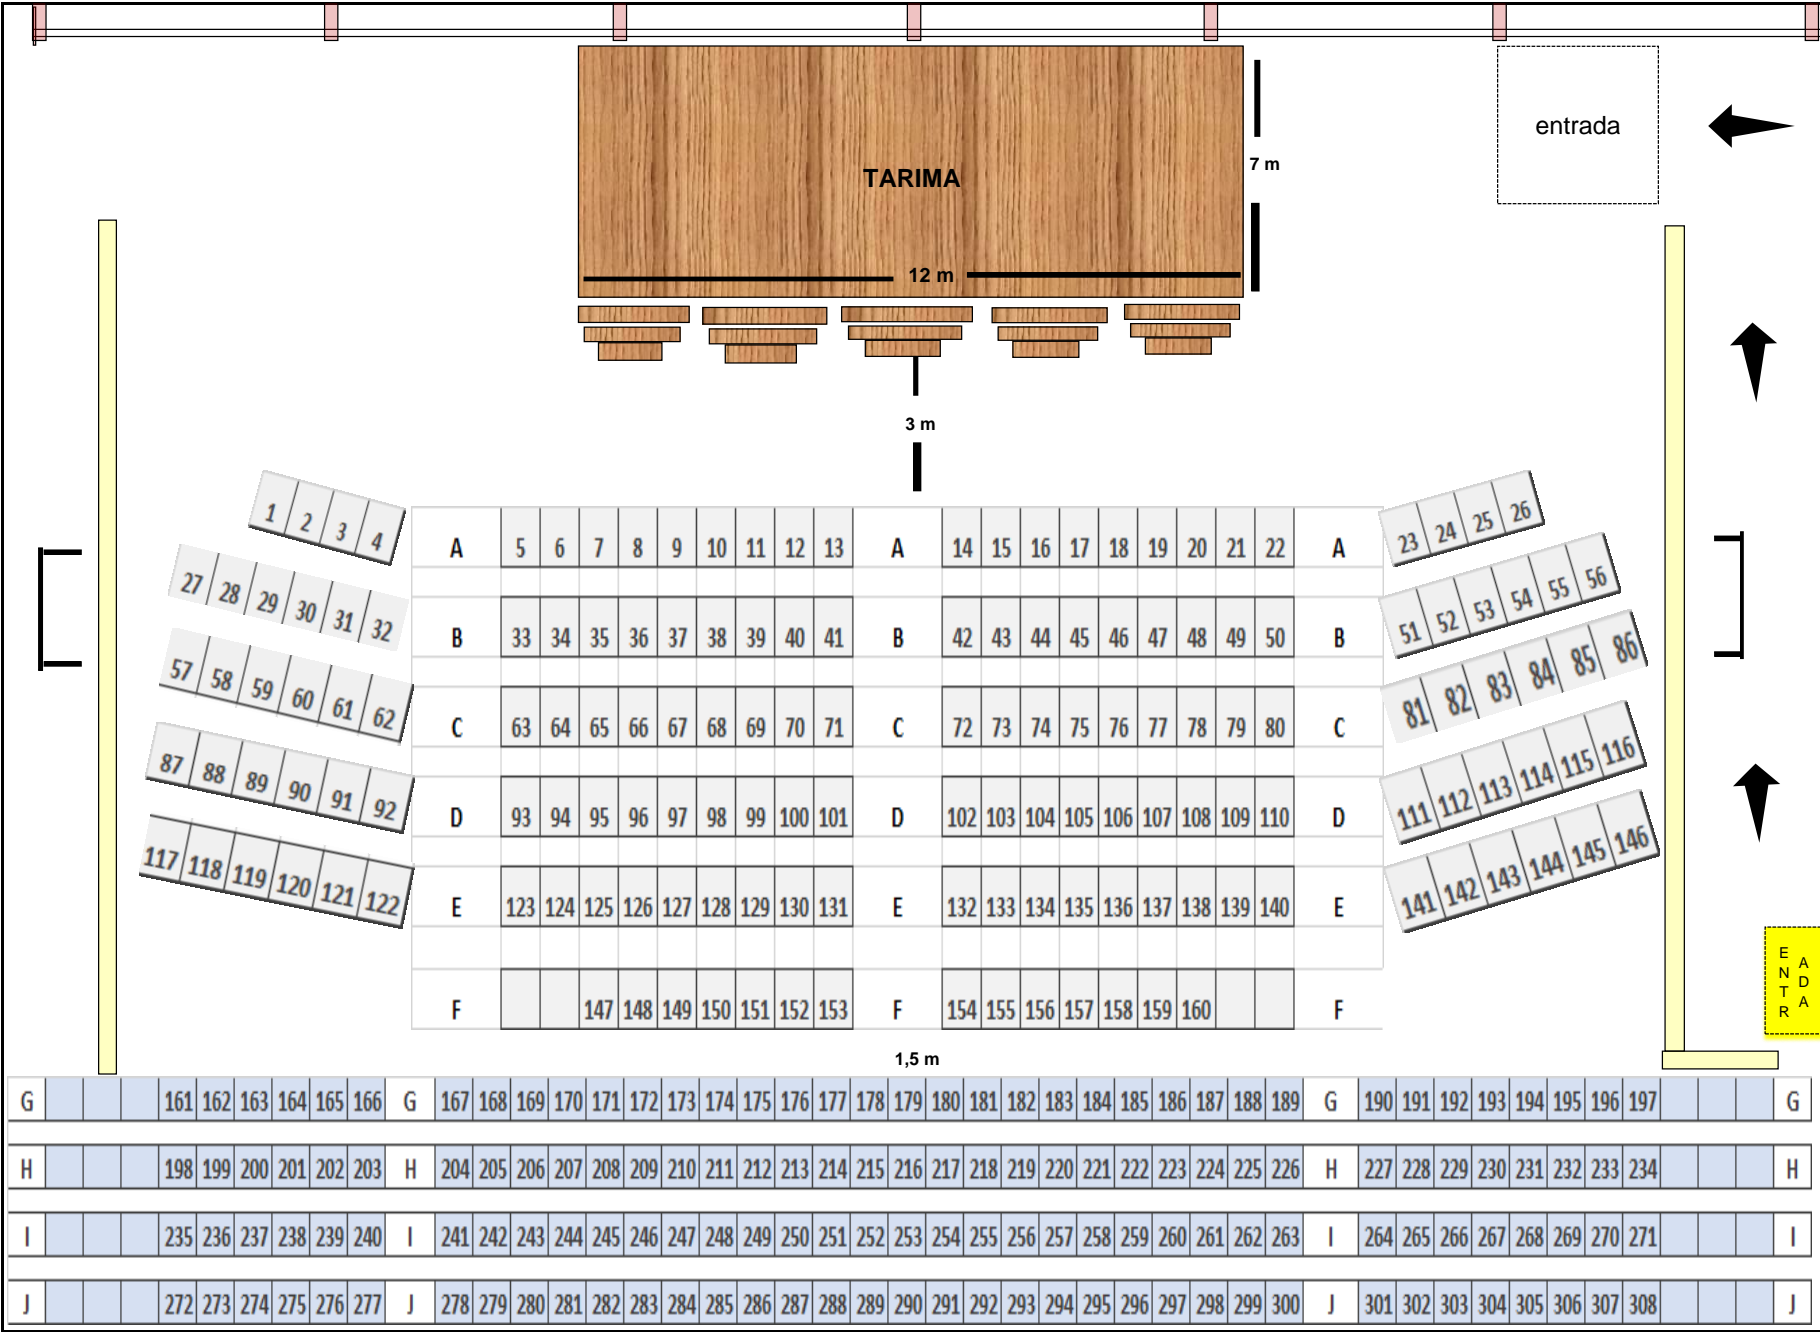 entrada
7 m
TARIMA
12 m
3 m
1 2 3 4 A 5 6 7 8 9 10 11 12 13 A 14 15 16 17 18 19 20 21 22 A 23 24 25 26
27 28 29 30 31 32 B 33 34 35 36 37 38 39 40 41 B 42 43 44 45 46 47 48 49 50 B 51 52 53 54 55 56
57 58 59 60 61 62 C 63 64 65 66 67 68 69 70 71 C 72 73 74 75 76 77 78 79 80 C 81 82 83 84 85 86
87 88 89 90 91 92 D 93 94 95 96 97 98 99 100 101 D 102 103 104 105 106 107 108 109 110 D 111 112 113 114 115 116
117 118 119 120 121 122 E 123 124 125 126 127 128 129 130 131 E 132 133 134 135 136 137 138 139 140 E 141 142 143 144 145 146
ENTR
ADA
F 147 148 149 150 151 152 153 F 154 155 156 157 158 159 160 F
1,5 m
G 161 162 163 164 165 166 G 167 168 169 170 171 172 173 174 175 176 177 178 179 180 181 182 183 184 185 186 187 188 189 G 190 191 192 193 194 195 196 197 G
H 198 199 200 201 202 203 H 204 205 206 207 208 209 210 211 212 213 214 215 216 217 218 219 220 221 222 223 224 225 226 H 227 228 229 230 231 232 233 234 H
I 235 236 237 238 239 240 I 241 242 243 244 245 246 247 248 249 250 251 252 253 254 255 256 257 258 259 260 261 262 263 I 264 265 266 267 268 269 270 271 I
J 272 273 274 275 276 277 J 278 279 280 281 282 283 284 285 286 287 288 289 290 291 292 293 294 295 296 297 298 299 300 J 301 302 303 304 305 306 307 308 J